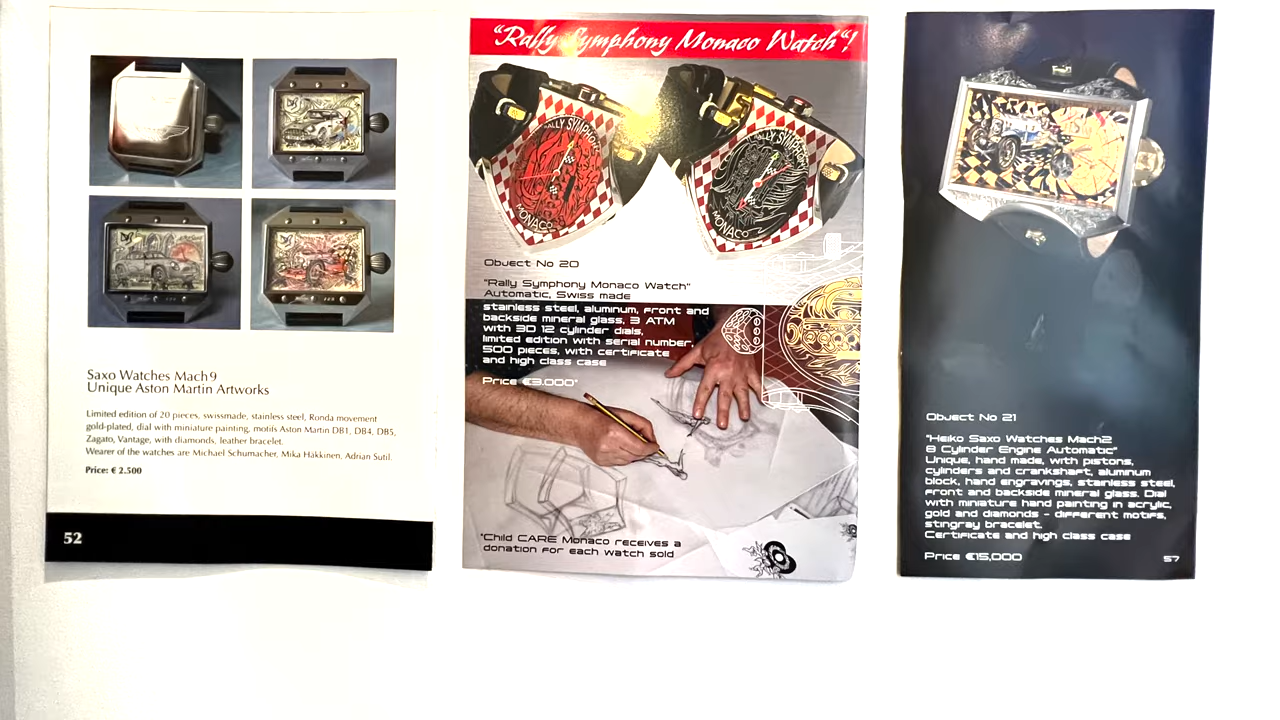 Saxo Watches Mach9
Unique Aston Martin Artworks
Limited edition of 20 pieces, swissmade, stainless steel, Ronda movement
gold-plated, dial with miniature painting, motifs Aston Martin DB1, DB4, DB5,
Zagato, Vantage, with diamonds, leather bracelet.
Wearer of the watches are Michael Schumacher, Mika Häkkinen, Adrian Sutil.
Price: € 2.500
52
"Rally Symphony Monaco Watch"!
RALLY SYMPHONY
MONACO
RALLY SYMPHONY
MONACO
Object No 20
"Rally Symphony Monaco Watch"
Automatic, Swiss made
stainless steel, aluminum, front and
backside mineral glass, 3 ATM
with 3D 12 cylinder dials,
limited edition with serial number,
500 pieces, with certificate
and high class case
Price €3.000*
*Child CARE Monaco receives a
donation for each watch sold
Object No 21
"Heiko Saxo Watches Mach2
8 Cylinder Engine Automatic"
Unique, hand made, with pistons,
cylinders and crankshaft, aluminum
block, hand engravings, stainless steel,
front and backside mineral glass. Dial
with miniature hand painting in acrylic,
gold and diamonds - different motifs,
stingray bracelet.
Certificate and high class case
Price €15,000
57